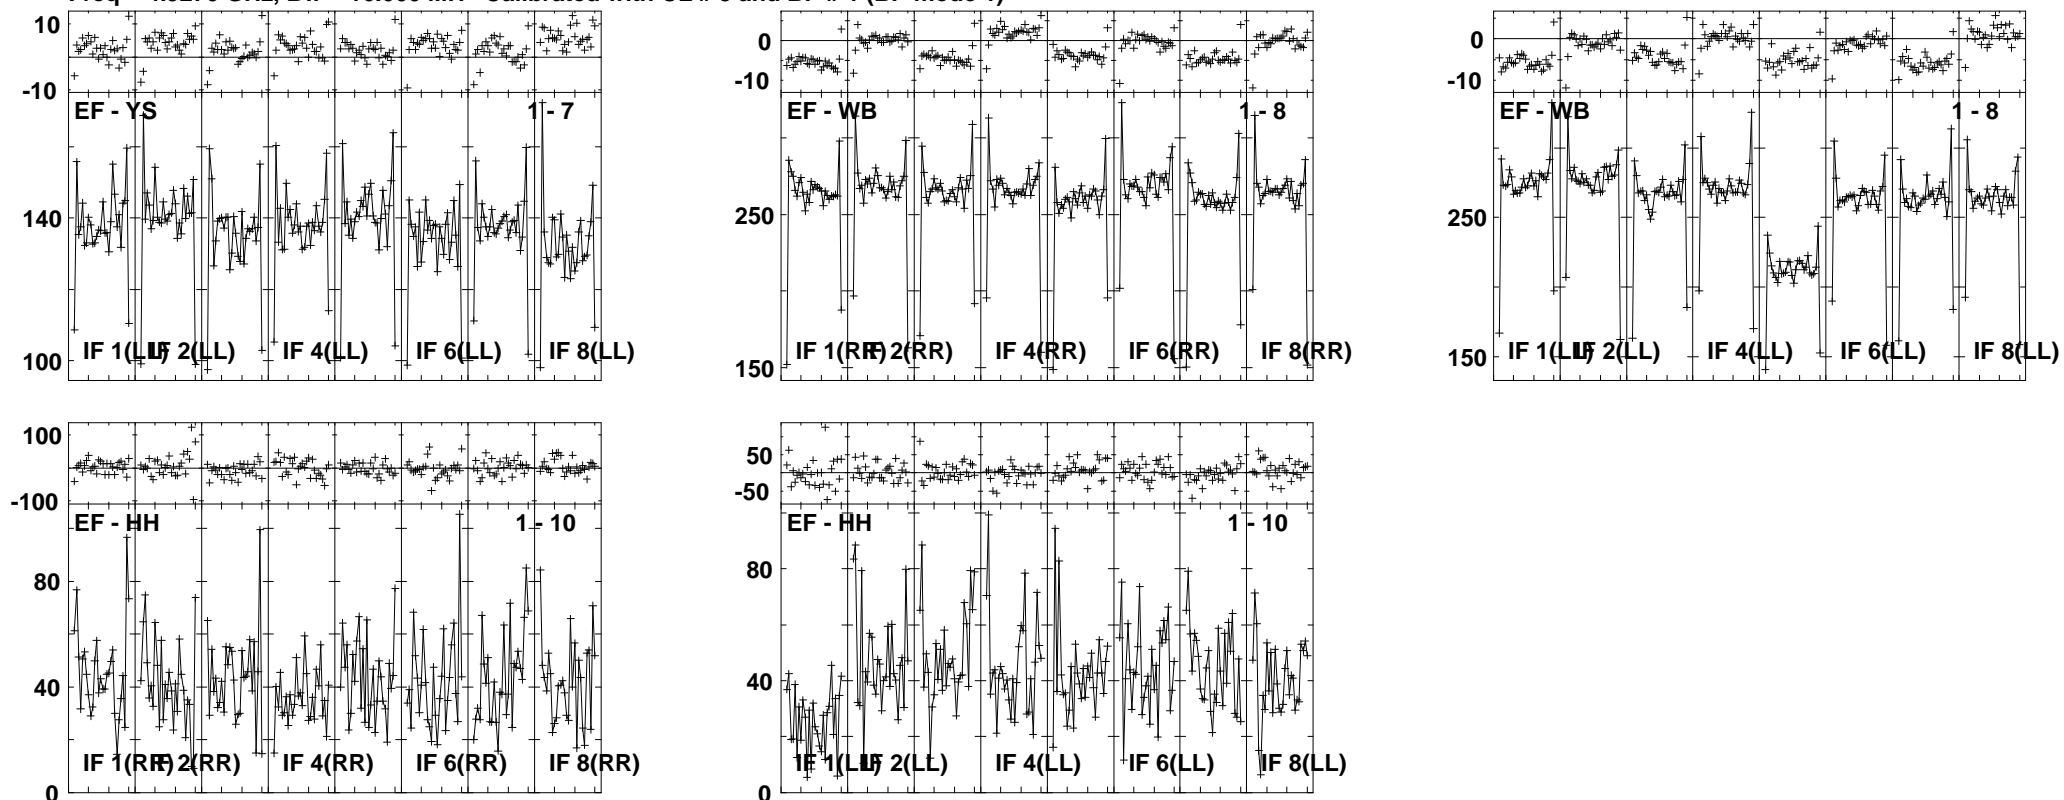 10
0
-10
EF - YS 1 - 7
140
100
IF 1(LL) IF 2(LL) IF 4(LL) IF 6(LL) IF 8(LL)
0
-10
EF - WB 1 - 8
250
150
IF 1(RR) IF 2(RR) IF 4(RR) IF 6(RR) IF 8(RR)
0
-10
EF - WB 1 - 8
250
150
IF 1(LL) IF 2(LL) IF 4(LL) IF 6(LL) IF 8(LL)
100
-100
EF - HH 1 - 10
80
40
0
IF 1(RR) IF 2(RR) IF 4(RR) IF 6(RR) IF 8(RR)
50
-50
EF - HH 1 - 10
80
40
0
IF 1(LL) IF 2(LL) IF 4(LL) IF 6(LL) IF 8(LL)